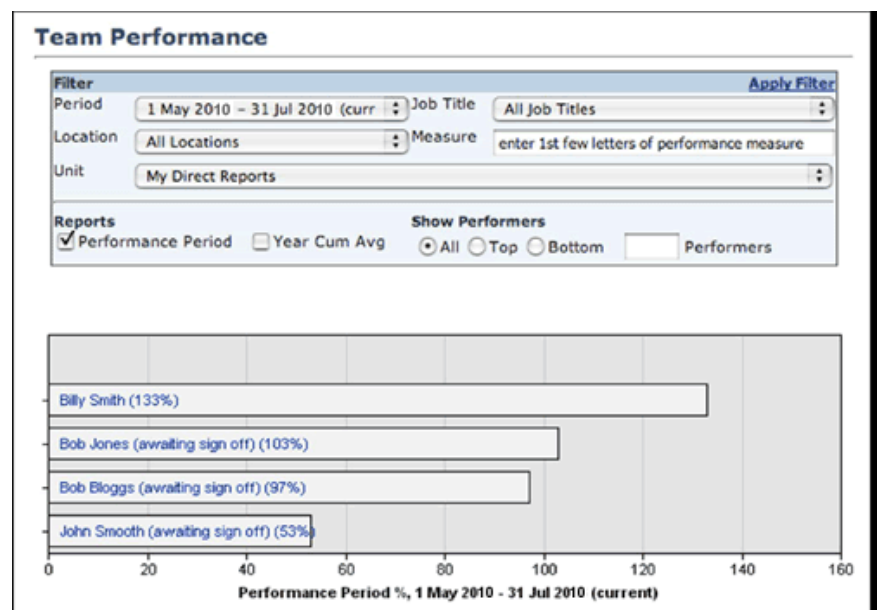 Team Performance
Filter Apply Filter
Period 1 May 2010 - 31 Jul 2010 (curr Job Title All Job Titles
Location All Locations Measure enter 1st few letters of performance measure
Unit My Direct Reports
Reports Show Performers
Performance Period Year Cum Avg All Top Bottom Performers
Billy Smith (133%)
Bob Jones (awaiting sign off) (103%)
Bob Bloggs (awaiting sign off) (97%)
John Smooth (awaiting sign off) (53%)
0 20 40 60 80 100 120 140 160
Performance Period %, 1 May 2010 - 31 Jul 2010 (current)